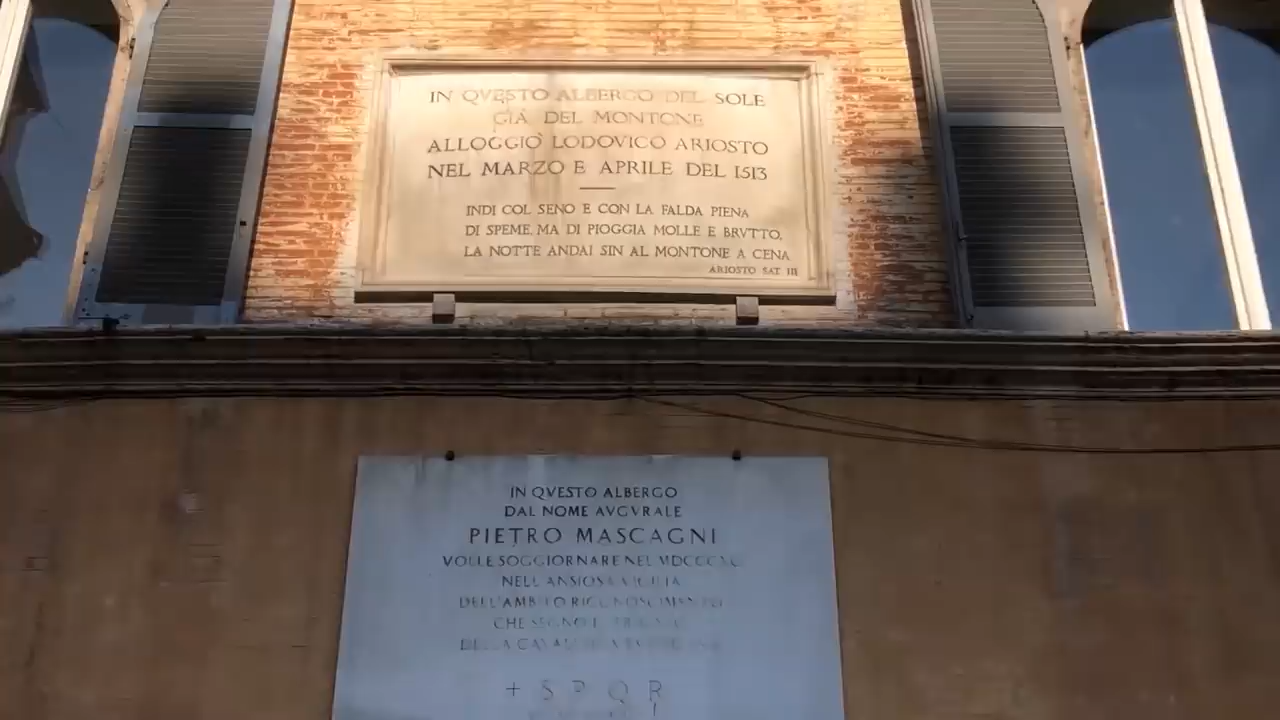 IN QVESTO ALBERGO DEL SOLE
GIÀ DEL MONTONE
ALLOGGIÒ LODOVICO ARIOSTO
NEL MARZO E APRILE DEL 1513
INDI COL SENO E CON LA FALDA PIENA
DI SPEME, MA DI PIOGGIA MOLLE E BRVTTO,
LA NOTTE ANDAI SIN AL MONTONE A CENA
ARIOSTO SAT III
IN QVESTO ALBERGO
DAL NOME AVGVRALE
PIETRO MASCAGNI
VOLLE SOGGIORNARE NEL MDCCCXC
NELL'ANSIOSA VIGILIA
DELL'AMBITO RICONOSCIMENTO
CHE SEGNO
DELLA
+ S P Q R